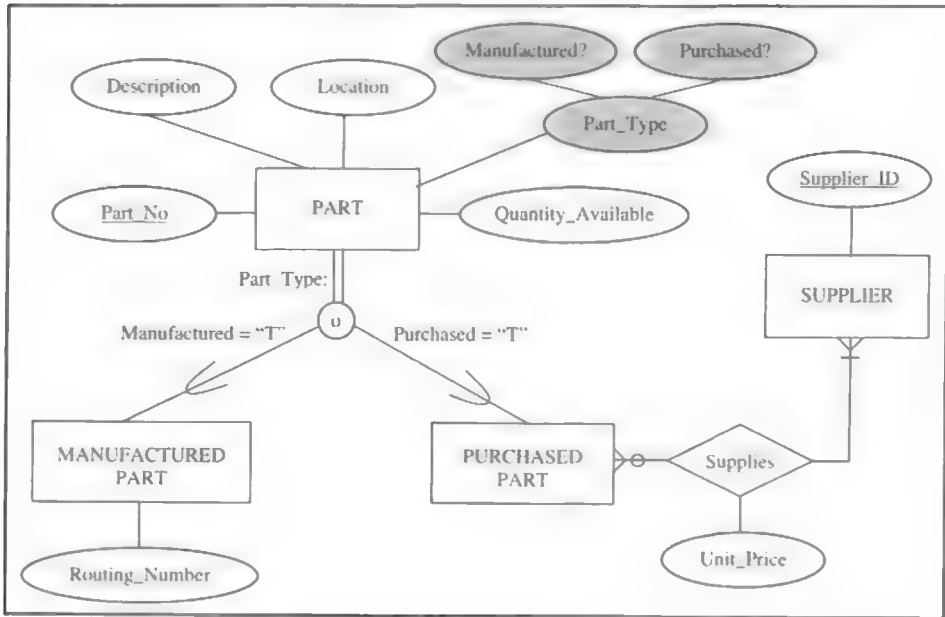 Manufactured?
Purchased?
Description
Location
Part_Type
Supplier_ID
Part_No
PART
Quantity_Available
Part Type:
SUPPLIER
o
Manufactured = “T”
Purchased = “T”
MANUFACTURED
PART
PURCHASED
PART
Supplies
Routing_Number
Unit_Price